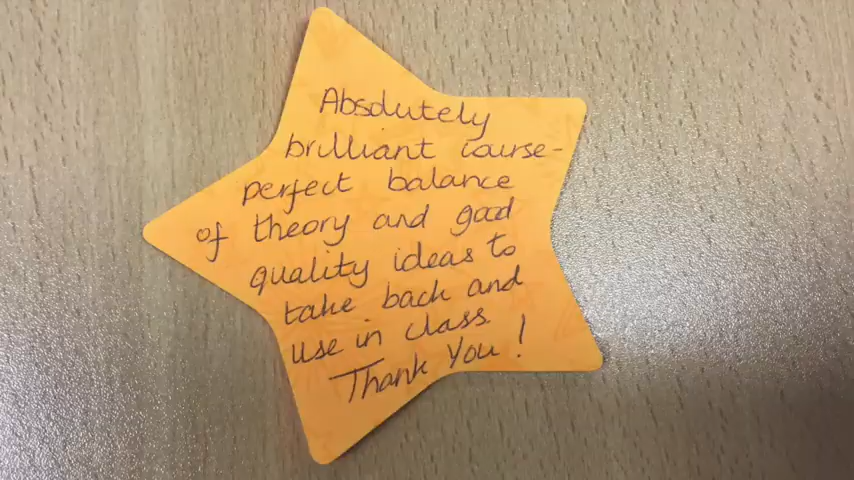 Absolutely
brilliant course-
perfect balance
of theory and good
quality ideas to
take back and
use in class.
Thank You!